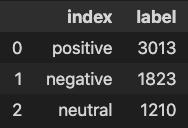 index label
0 positive 3013
1 negative 1823
2 neutral 1210